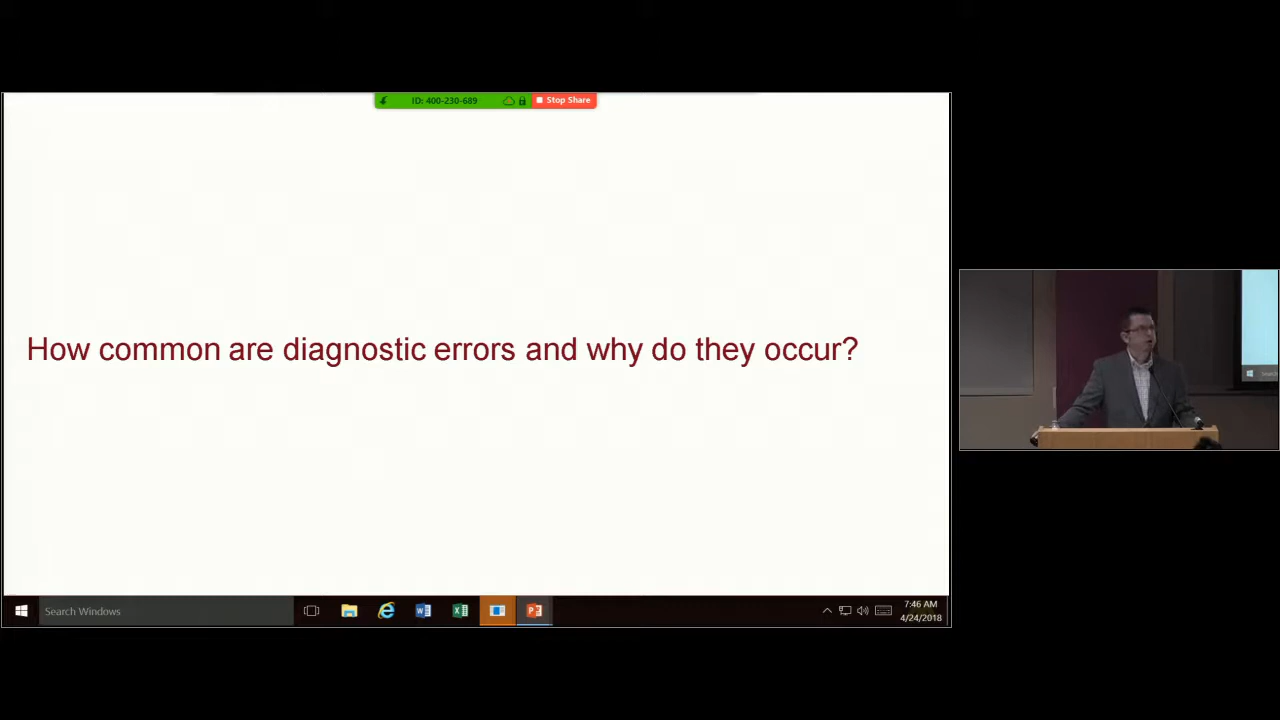 ID: 400-230-689
Stop Share
How common are diagnostic errors and why do they occur?
Search Windows
7:46 AM
4/24/2018